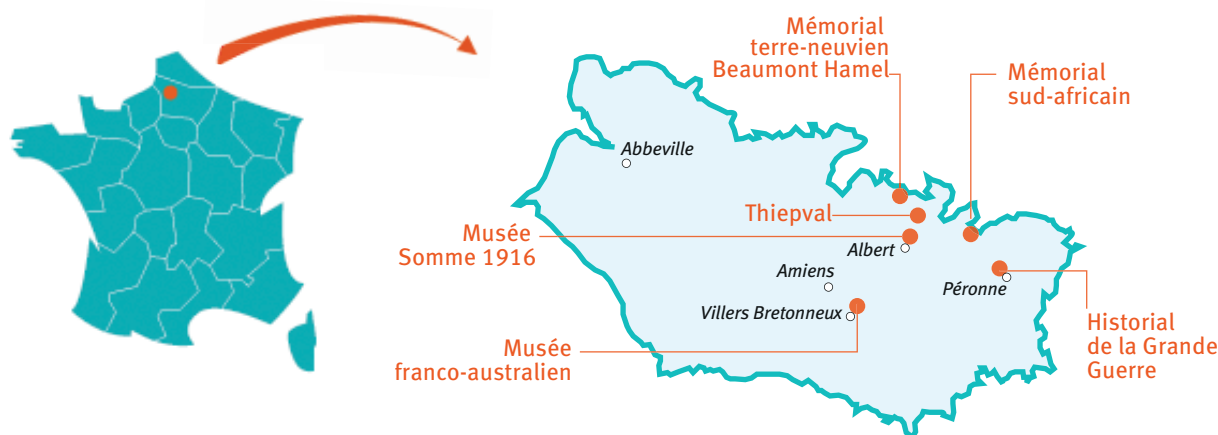 Mémorial
terre-neuvien
Beaumont Hamel
Mémorial
sud-africain
Abbeville
Thiepval
Musée
Somme 1916
Albert
Amiens
Péronne
Villers Bretonneux
Musée
franco-australien
Historial
de la Grande
Guerre